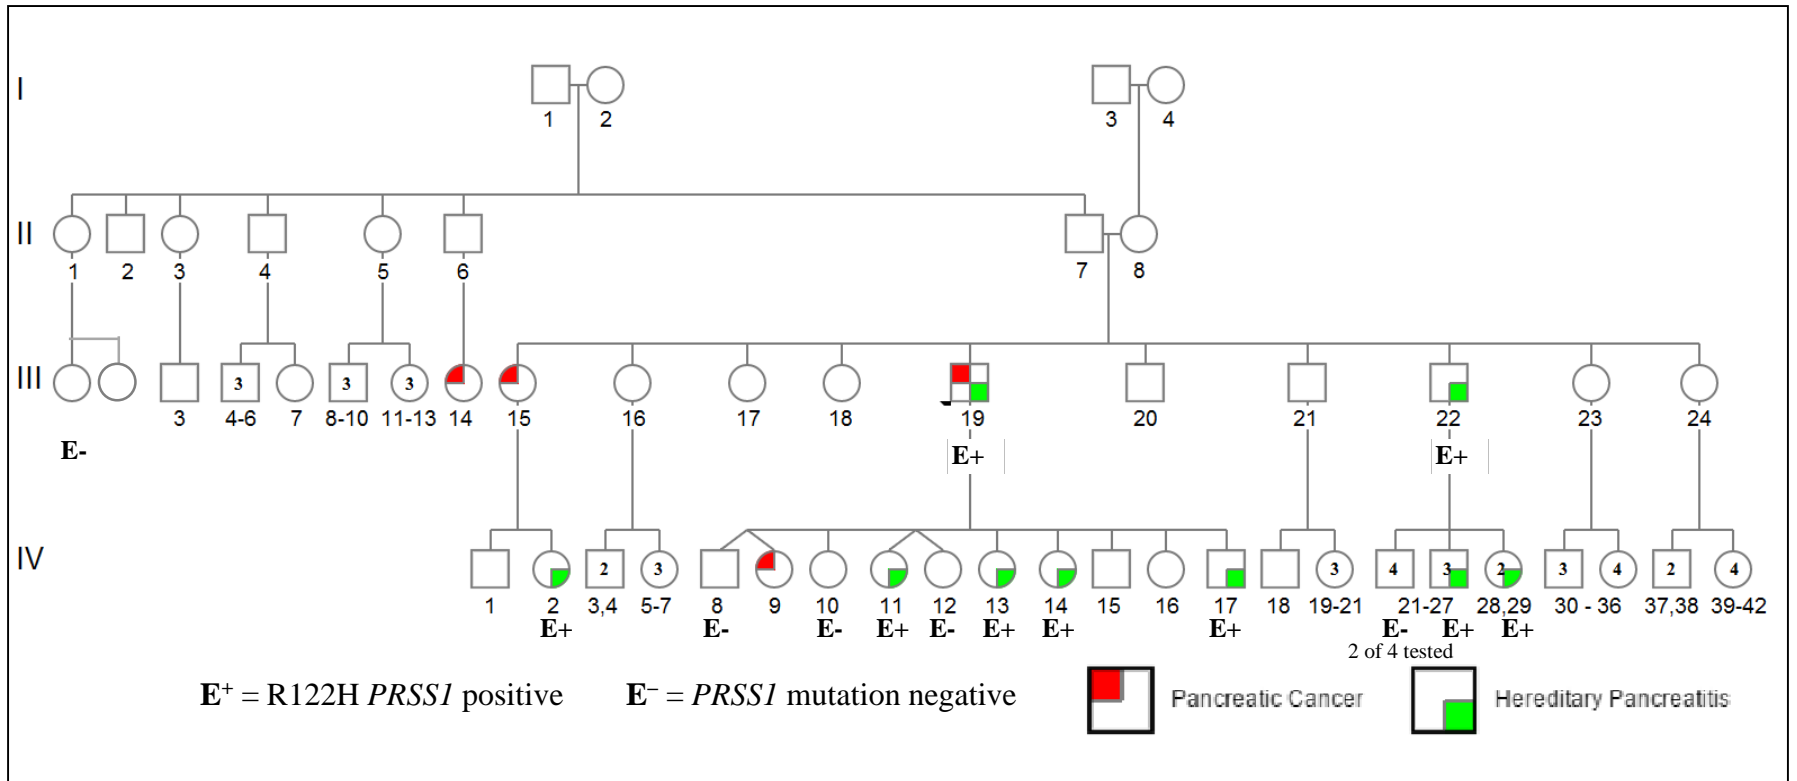 I
1 2 3 4
II
1 2 3 4 5 6 7 8
III
3 3 3
3 4-6 7 8-10 11-13 14 15 16 17 18 19 20 21 22 23 24
E- E+ E+
IV
2 3 3 4 3 2 3 4 2 4
1 2 3,4 5-7 8 9 10 11 12 13 14 15 16 17 18 19-21 21-27 28,29 30 - 36 37,38 39-42
E+ E- E- E+ E- E+ E+ E+ E- E+ E+
2 of 4 tested
E+ = R122H PRSS1 positive E− = PRSS1 mutation negative Pancreatic Cancer Hereditary Pancreatitis